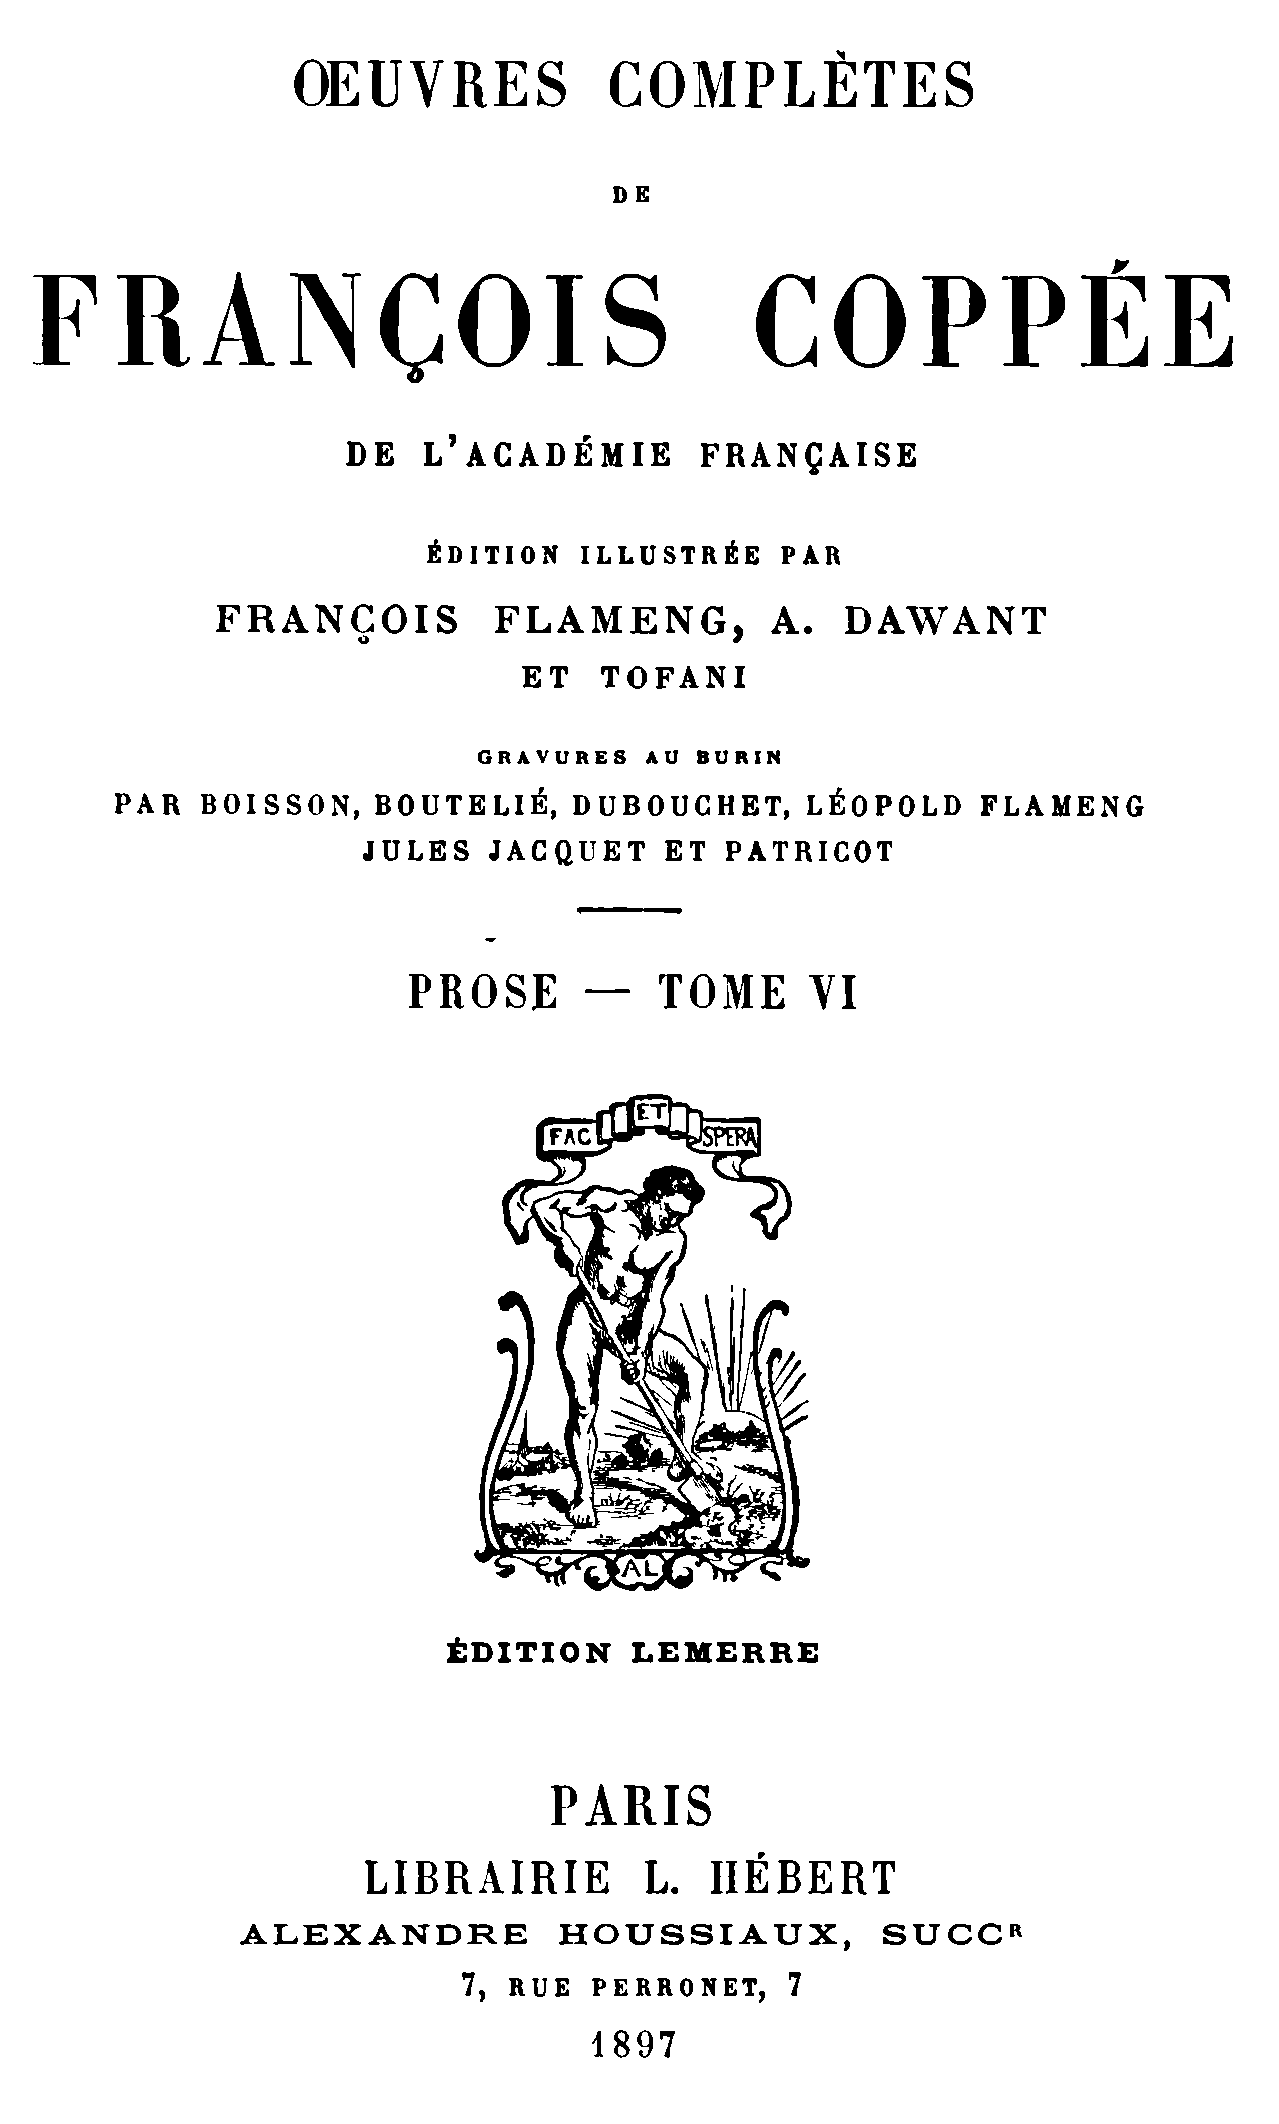 ŒUVRES COMPLÈTES
DE
FRANÇOIS COPPÉE
DE L'ACADÉMIE FRANÇAISE
ÉDITION ILLUSTRÉE PAR
FRANÇOIS FLAMENG, A. DAWANT
ET TOFANI
GRAVURES AU BURIN
PAR BOISSON, BOUTELIÉ, DUBOUCHET, LÉOPOLD FLAMENG
JULES JACQUET ET PATRICOT
PROSE — TOME VI
FAC ET SPERA
AL
ÉDITION LEMERRE
PARIS
LIBRAIRIE L. HÉBERT
ALEXANDRE HOUSSIAUX, SUCCR
7, RUE PERRONET, 7
1897